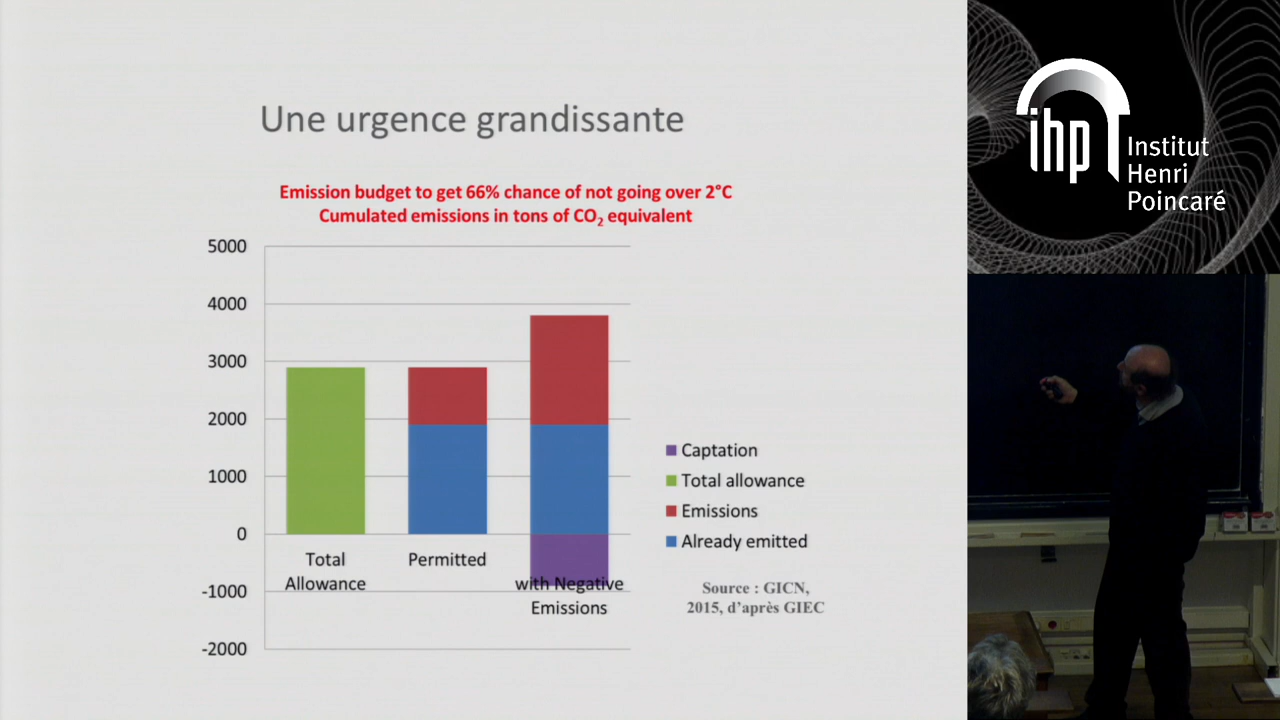 Une urgence grandissante
Emission budget to get 66% chance of not going over 2°C
Cumulated emissions in tons of CO₂ equivalent
5000
4000
3000
2000
1000
0
-1000
-2000
Total
Allowance
Permitted
with Negative
Emissions
Captation
Total allowance
Emissions
Already emitted
Source : GICN,
2015, d'après GIEC
ihp
Institut
Henri
Poincaré